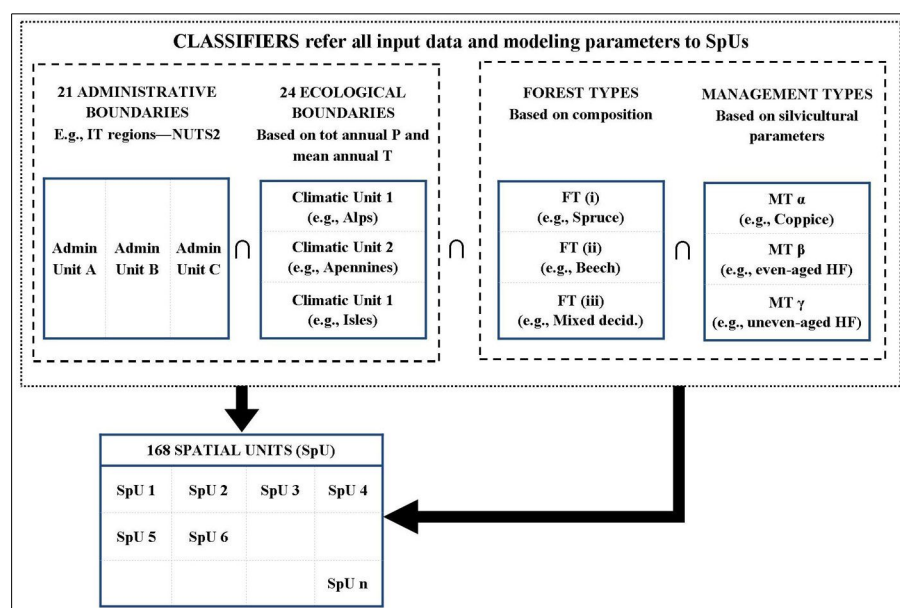 CLASSIFIERS refer all input data and modeling parameters to SpUs
21 ADMINISTRATIVE
BOUNDARIES
E.g., IT regions—NUTS2
24 ECOLOGICAL
BOUNDARIES
Based on tot annual P and
mean annual T
FOREST TYPES
Based on composition
MANAGEMENT TYPES
Based on silvicultural
parameters
Admin
Unit A
Admin
Unit B
Admin
Unit C
∩
Climatic Unit 1
(e.g., Alps)
Climatic Unit 2
(e.g., Apennines)
Climatic Unit 1
(e.g., Isles)
∩
FT (i)
(e.g., Spruce)
FT (ii)
(e.g., Beech)
FT (iii)
(e.g., Mixed decid.)
∩
MT α
(e.g., Coppice)
MT β
(e.g., even-aged HF)
MT γ
(e.g., uneven-aged HF)
168 SPATIAL UNITS (SpU)
SpU 1 SpU 2 SpU 3 SpU 4
SpU 5 SpU 6
SpU n